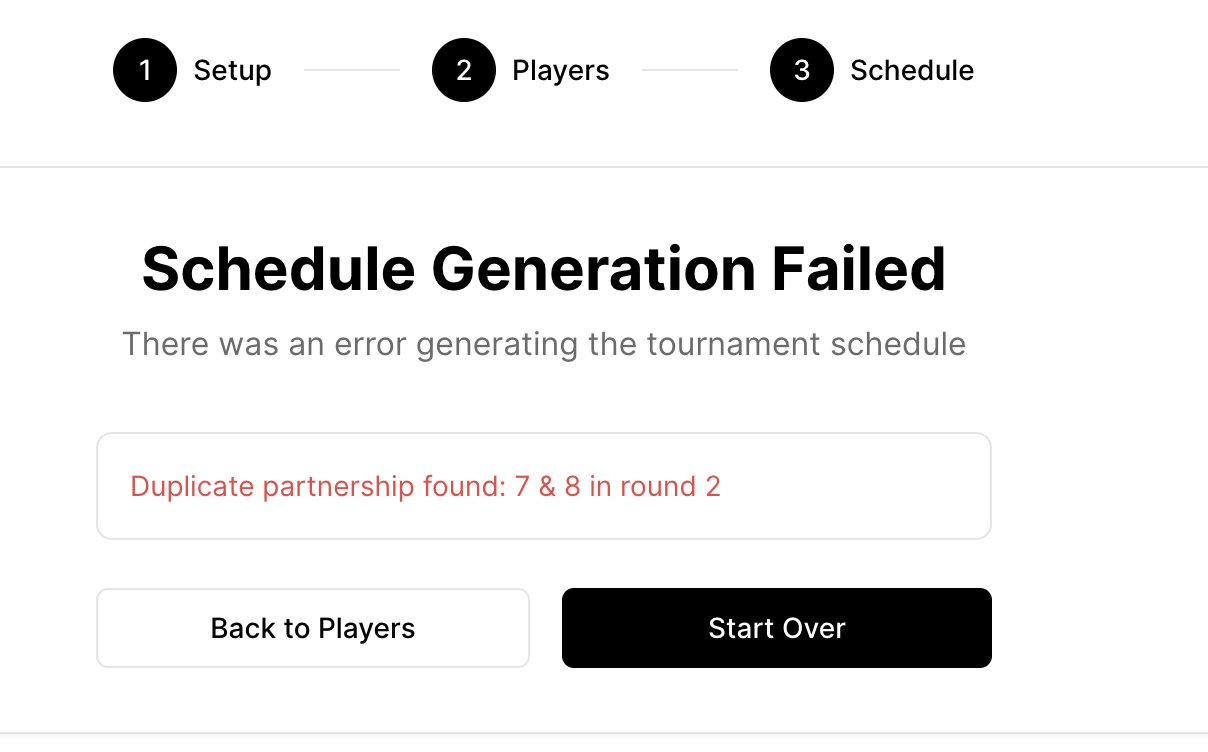 1 Setup 2 Players 3 Schedule
Schedule Generation Failed
There was an error generating the tournament schedule
Duplicate partnership found: 7 & 8 in round 2
Back to Players Start Over